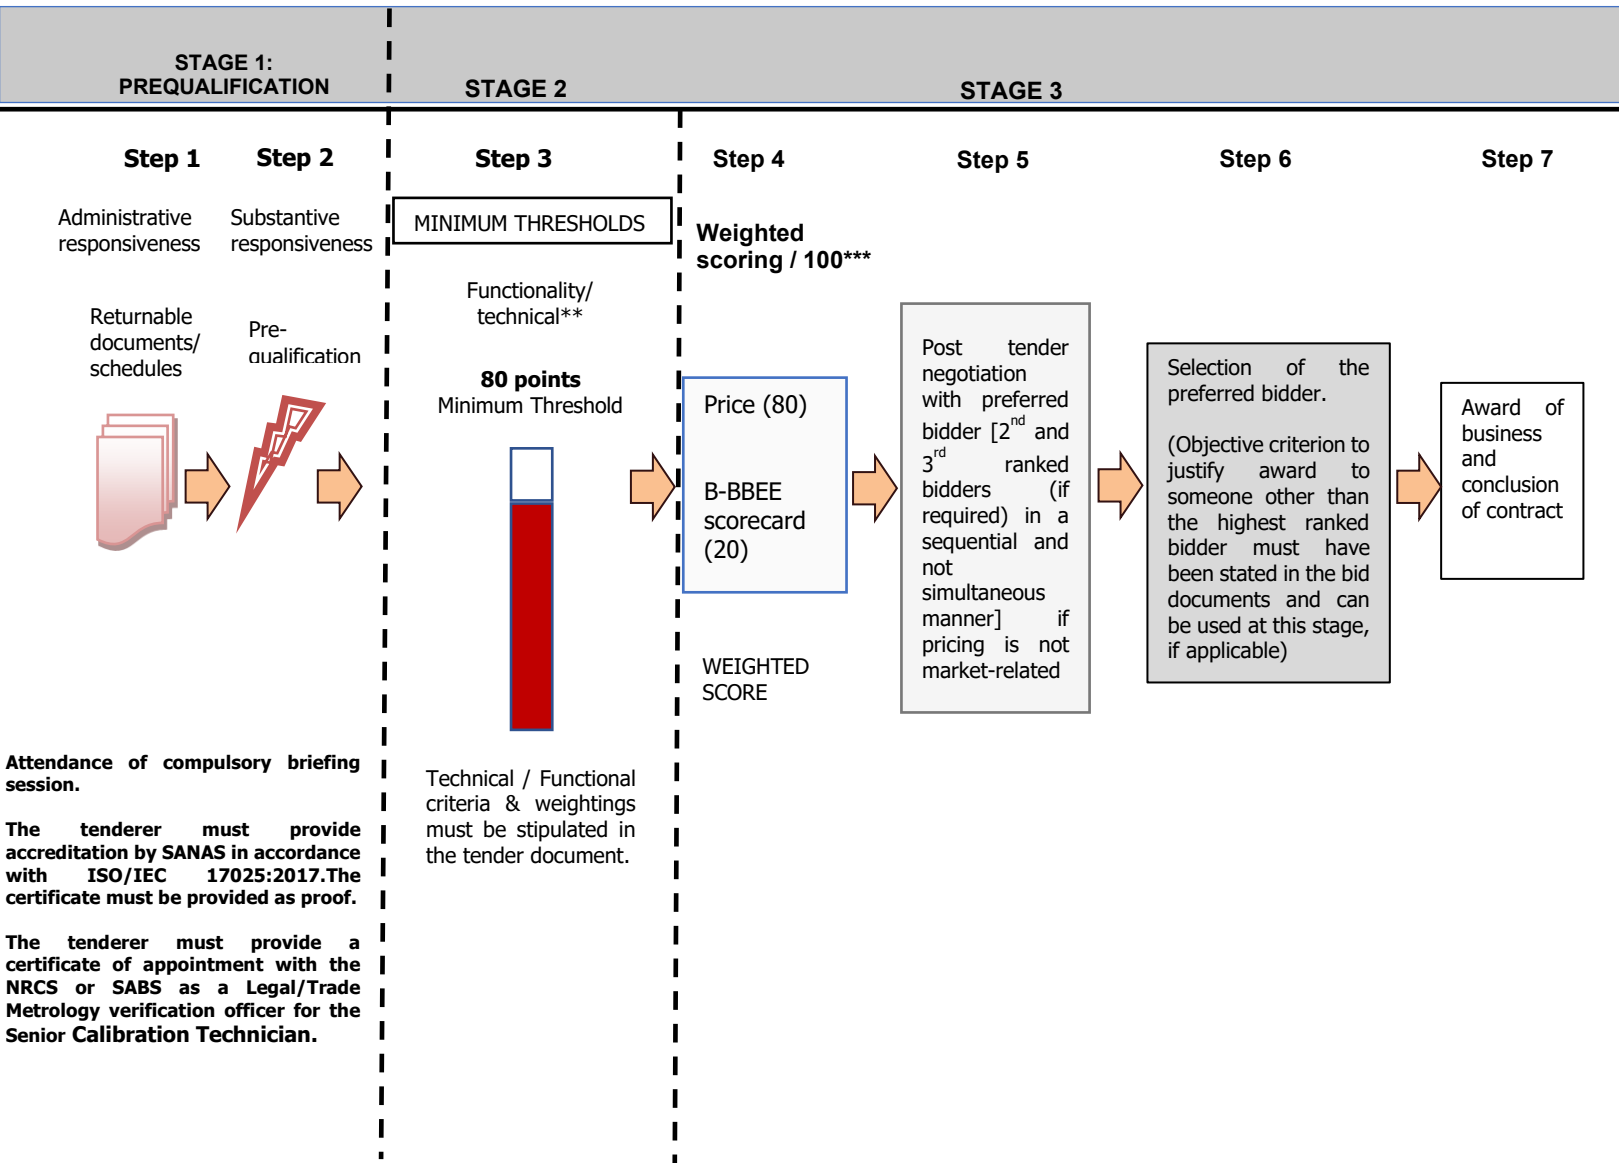 STAGE 1:
PREQUALIFICATION
STAGE 2
STAGE 3
Step 1
Step 2
Step 3
Step 4
Step 5
Step 6
Step 7
Administrative
responsiveness
Substantive
responsiveness
MINIMUM THRESHOLDS
Weighted
scoring / 100***
Returnable
documents/
schedules
Pre-
qualification
Functionality/
technical**
80 points
Minimum Threshold
Price (80)
B-BBEE
scorecard
(20)
WEIGHTED
SCORE
Post tender
negotiation
with preferred
bidder [2nd and
3rd ranked
bidders (if
required) in a
sequential and
not
simultaneous
manner] if
pricing is not
market-related
Selection of the
preferred bidder.
(Objective criterion to
justify award to
someone other than
the highest ranked
bidder must have
been stated in the bid
documents and can
be used at this stage,
if applicable)
Award of
business
and
conclusion
of contract
Attendance of compulsory briefing
session.
The tenderer must provide
accreditation by SANAS in accordance
with ISO/IEC 17025:2017.The
certificate must be provided as proof.
The tenderer must provide a
certificate of appointment with the
NRCS or SABS as a Legal/Trade
Metrology verification officer for the
Senior Calibration Technician.
Technical / Functional
criteria & weightings
must be stipulated in
the tender document.